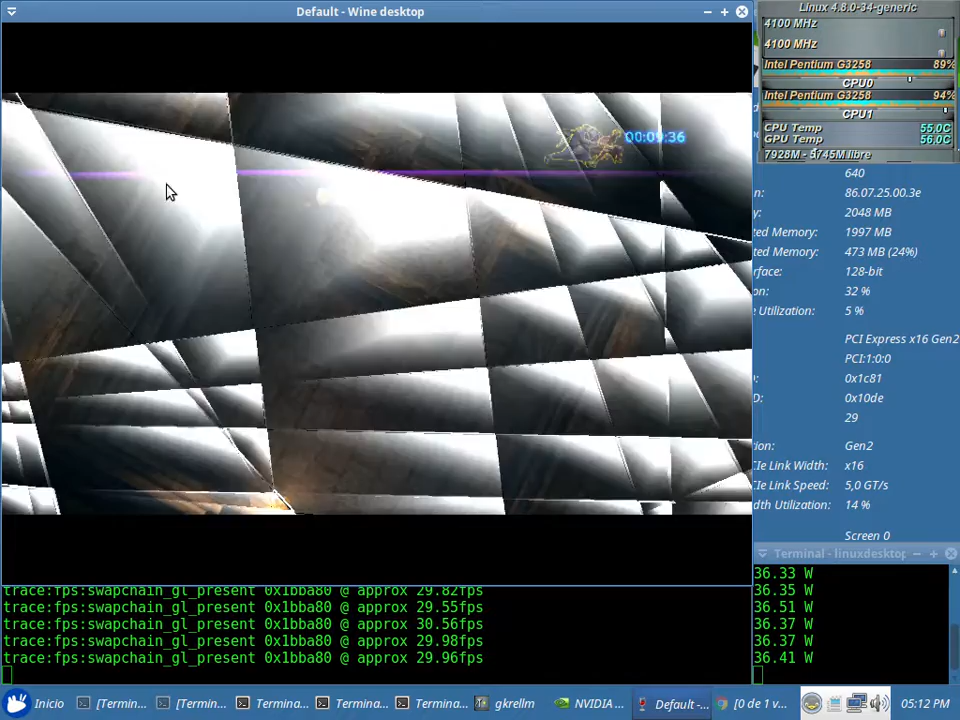 Default - Wine desktop
Linux 4.8.0-34-generic
4100 MHz
4100 MHz
Intel Pentium G3258 89%
CPU0
Intel Pentium G3258 94%
CPU1
CPU Temp 55.0C
GPU Temp 56.0C
7928M - 5745M libre
00:09:36
640
on: 86.07.25.00.3e
y: 2048 MB
ted Memory: 1997 MB
ted Memory: 473 MB (24%)
rface: 128-bit
on: 32 %
Utilization: 5 %
PCI Express x16 Gen2
PCI:1:0:0
0x1c81
D: 0x10de
29
ion: Gen2
Ie Link Width: x16
Ie Link Speed: 5,0 GT/s
dth Utilization: 14 %
Screen 0
Terminal - linuxdesktop
trace:fps:swapchain_gl_present 0x1bba80 @ approx 29.82fps
trace:fps:swapchain_gl_present 0x1bba80 @ approx 29.55fps
trace:fps:swapchain_gl_present 0x1bba80 @ approx 30.56fps
trace:fps:swapchain_gl_present 0x1bba80 @ approx 29.98fps
trace:fps:swapchain_gl_present 0x1bba80 @ approx 29.96fps
36.33 W
36.35 W
36.51 W
36.37 W
36.37 W
36.41 W
Inicio [Termin... [Termin... Termina... Termina... Termina... gkrellm NVIDIA ... Default -... [0 de 1 v... 05:12 PM